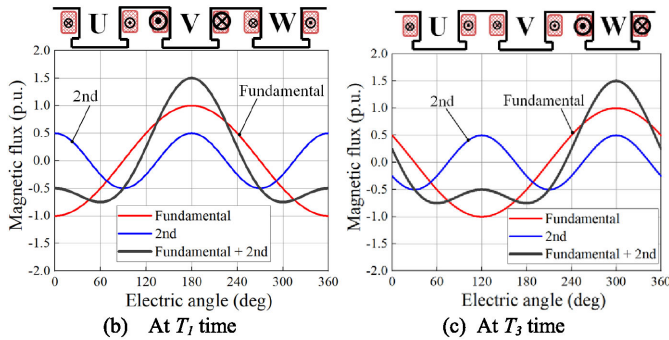 U V W
Magnetic flux (p.u.)
2.0
1.5
1.0
0.5
0.0
-0.5
-1.0
-1.5
-2.0
2nd
Fundamental
Fundamental
2nd
Fundamental + 2nd
0 60 120 180 240 300 360
Electric angle (deg)
(b) At T1 time
U V W
Magnetic flux (p.u.)
2.0
1.5
1.0
0.5
0.0
-0.5
-1.0
-1.5
-2.0
2nd
Fundamental
Fundamental
2nd
Fundamental + 2nd
0 60 120 180 240 300 360
Electric angle (deg)
(c) At T3 time